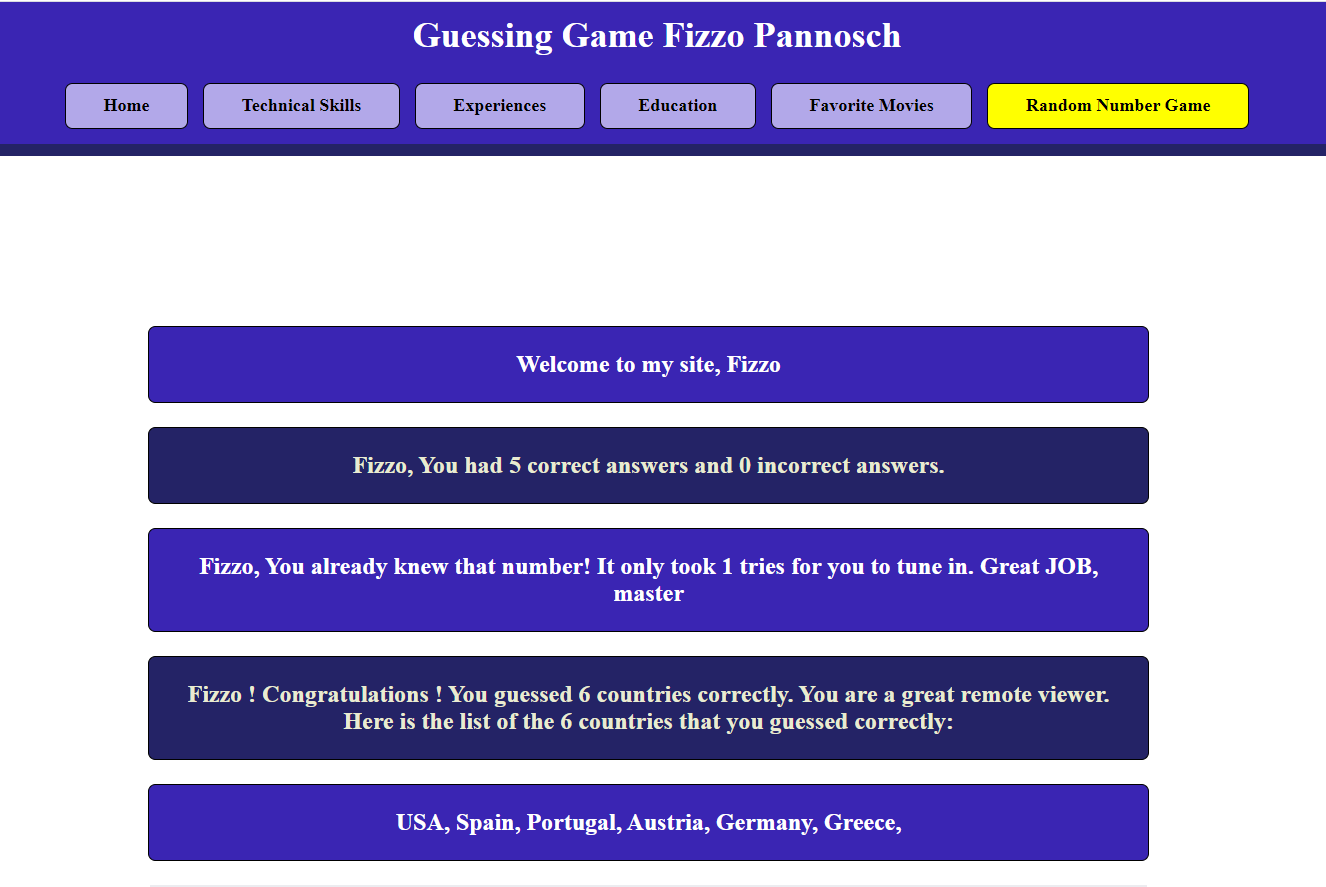 Guessing Game Fizzo Pannosch
Home
Technical Skills
Experiences
Education
Favorite Movies
Random Number Game
Welcome to my site, Fizzo
Fizzo, You had 5 correct answers and 0 incorrect answers.
Fizzo, You already knew that number! It only took 1 tries for you to tune in. Great JOB,
master
Fizzo ! Congratulations ! You guessed 6 countries correctly. You are a great remote viewer.
Here is the list of the 6 countries that you guessed correctly:
USA, Spain, Portugal, Austria, Germany, Greece,